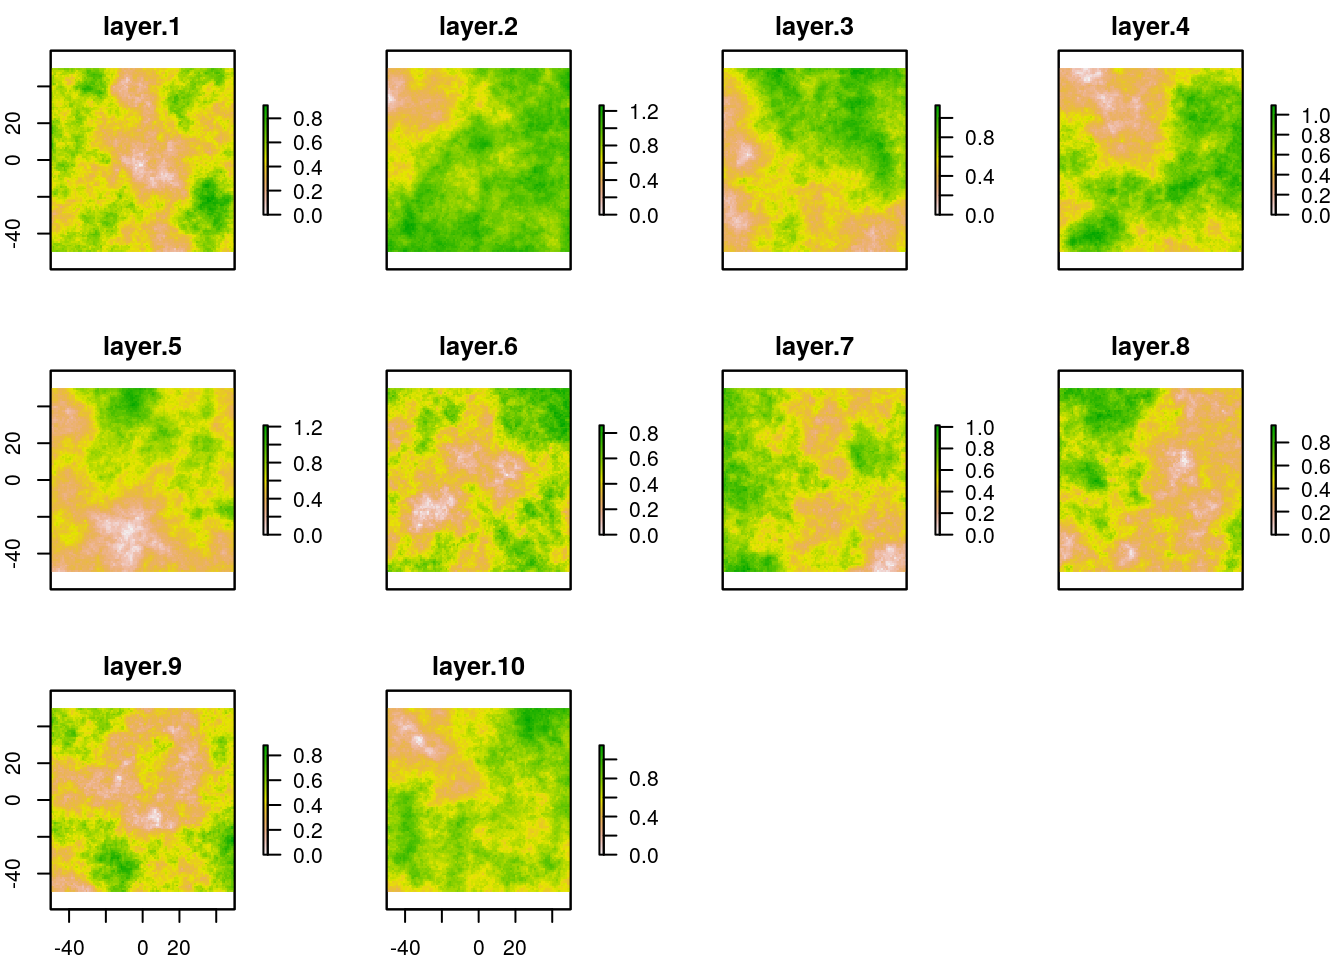 layer.1 layer.2 layer.3 layer.4
20 0 -40
0.8 0.6 0.4 0.2 0.0
1.2 0.8 0.4 0.0
0.8 0.4 0.0
1.0 0.8 0.6 0.4 0.2 0.0
layer.5 layer.6 layer.7 layer.8
20 0 -40
1.2 0.8 0.4 0.0
0.8 0.6 0.4 0.2 0.0
1.0 0.8 0.6 0.4 0.2 0.0
0.8 0.6 0.4 0.2 0.0
layer.9 layer.10
20 0 -40
0.8 0.6 0.4 0.2 0.0
0.8 0.4 0.0
-40 0 20 -40 0 20